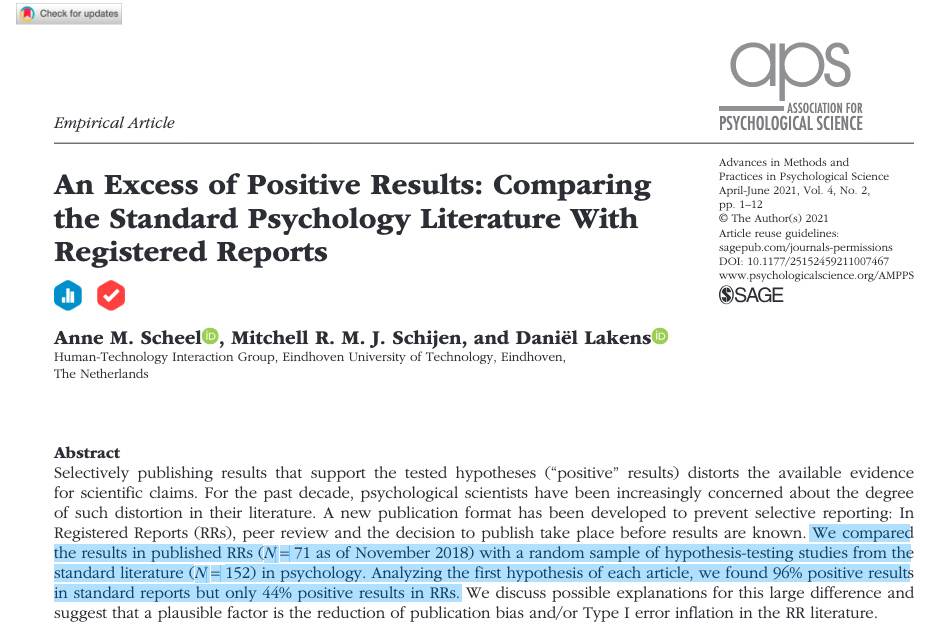 Check for updates
aps
ASSOCIATION FOR
PSYCHOLOGICAL SCIENCE
Empirical Article
An Excess of Positive Results: Comparing
the Standard Psychology Literature With
Registered Reports
Advances in Methods and
Practices in Psychological Science
April-June 2021, Vol. 4, No. 2,
pp. 1–12
© The Author(s) 2021
Article reuse guidelines:
sagepub.com/journals-permissions
DOI: 10.1177/25152459211007467
www.psychologicalscience.org/AMPPS
SAGE
Anne M. Scheel iD, Mitchell R. M. J. Schijen, and Daniël Lakens iD
Human-Technology Interaction Group, Eindhoven University of Technology, Eindhoven,
The Netherlands
Abstract
Selectively publishing results that support the tested hypotheses (“positive” results) distorts the available evidence
for scientific claims. For the past decade, psychological scientists have been increasingly concerned about the degree
of such distortion in their literature. A new publication format has been developed to prevent selective reporting: In
Registered Reports (RRs), peer review and the decision to publish take place before results are known. We compared
the results in published RRs (N = 71 as of November 2018) with a random sample of hypothesis-testing studies from the
standard literature (N = 152) in psychology. Analyzing the first hypothesis of each article, we found 96% positive results
in standard reports but only 44% positive results in RRs. We discuss possible explanations for this large difference and
suggest that a plausible factor is the reduction of publication bias and/or Type I error inflation in the RR literature.